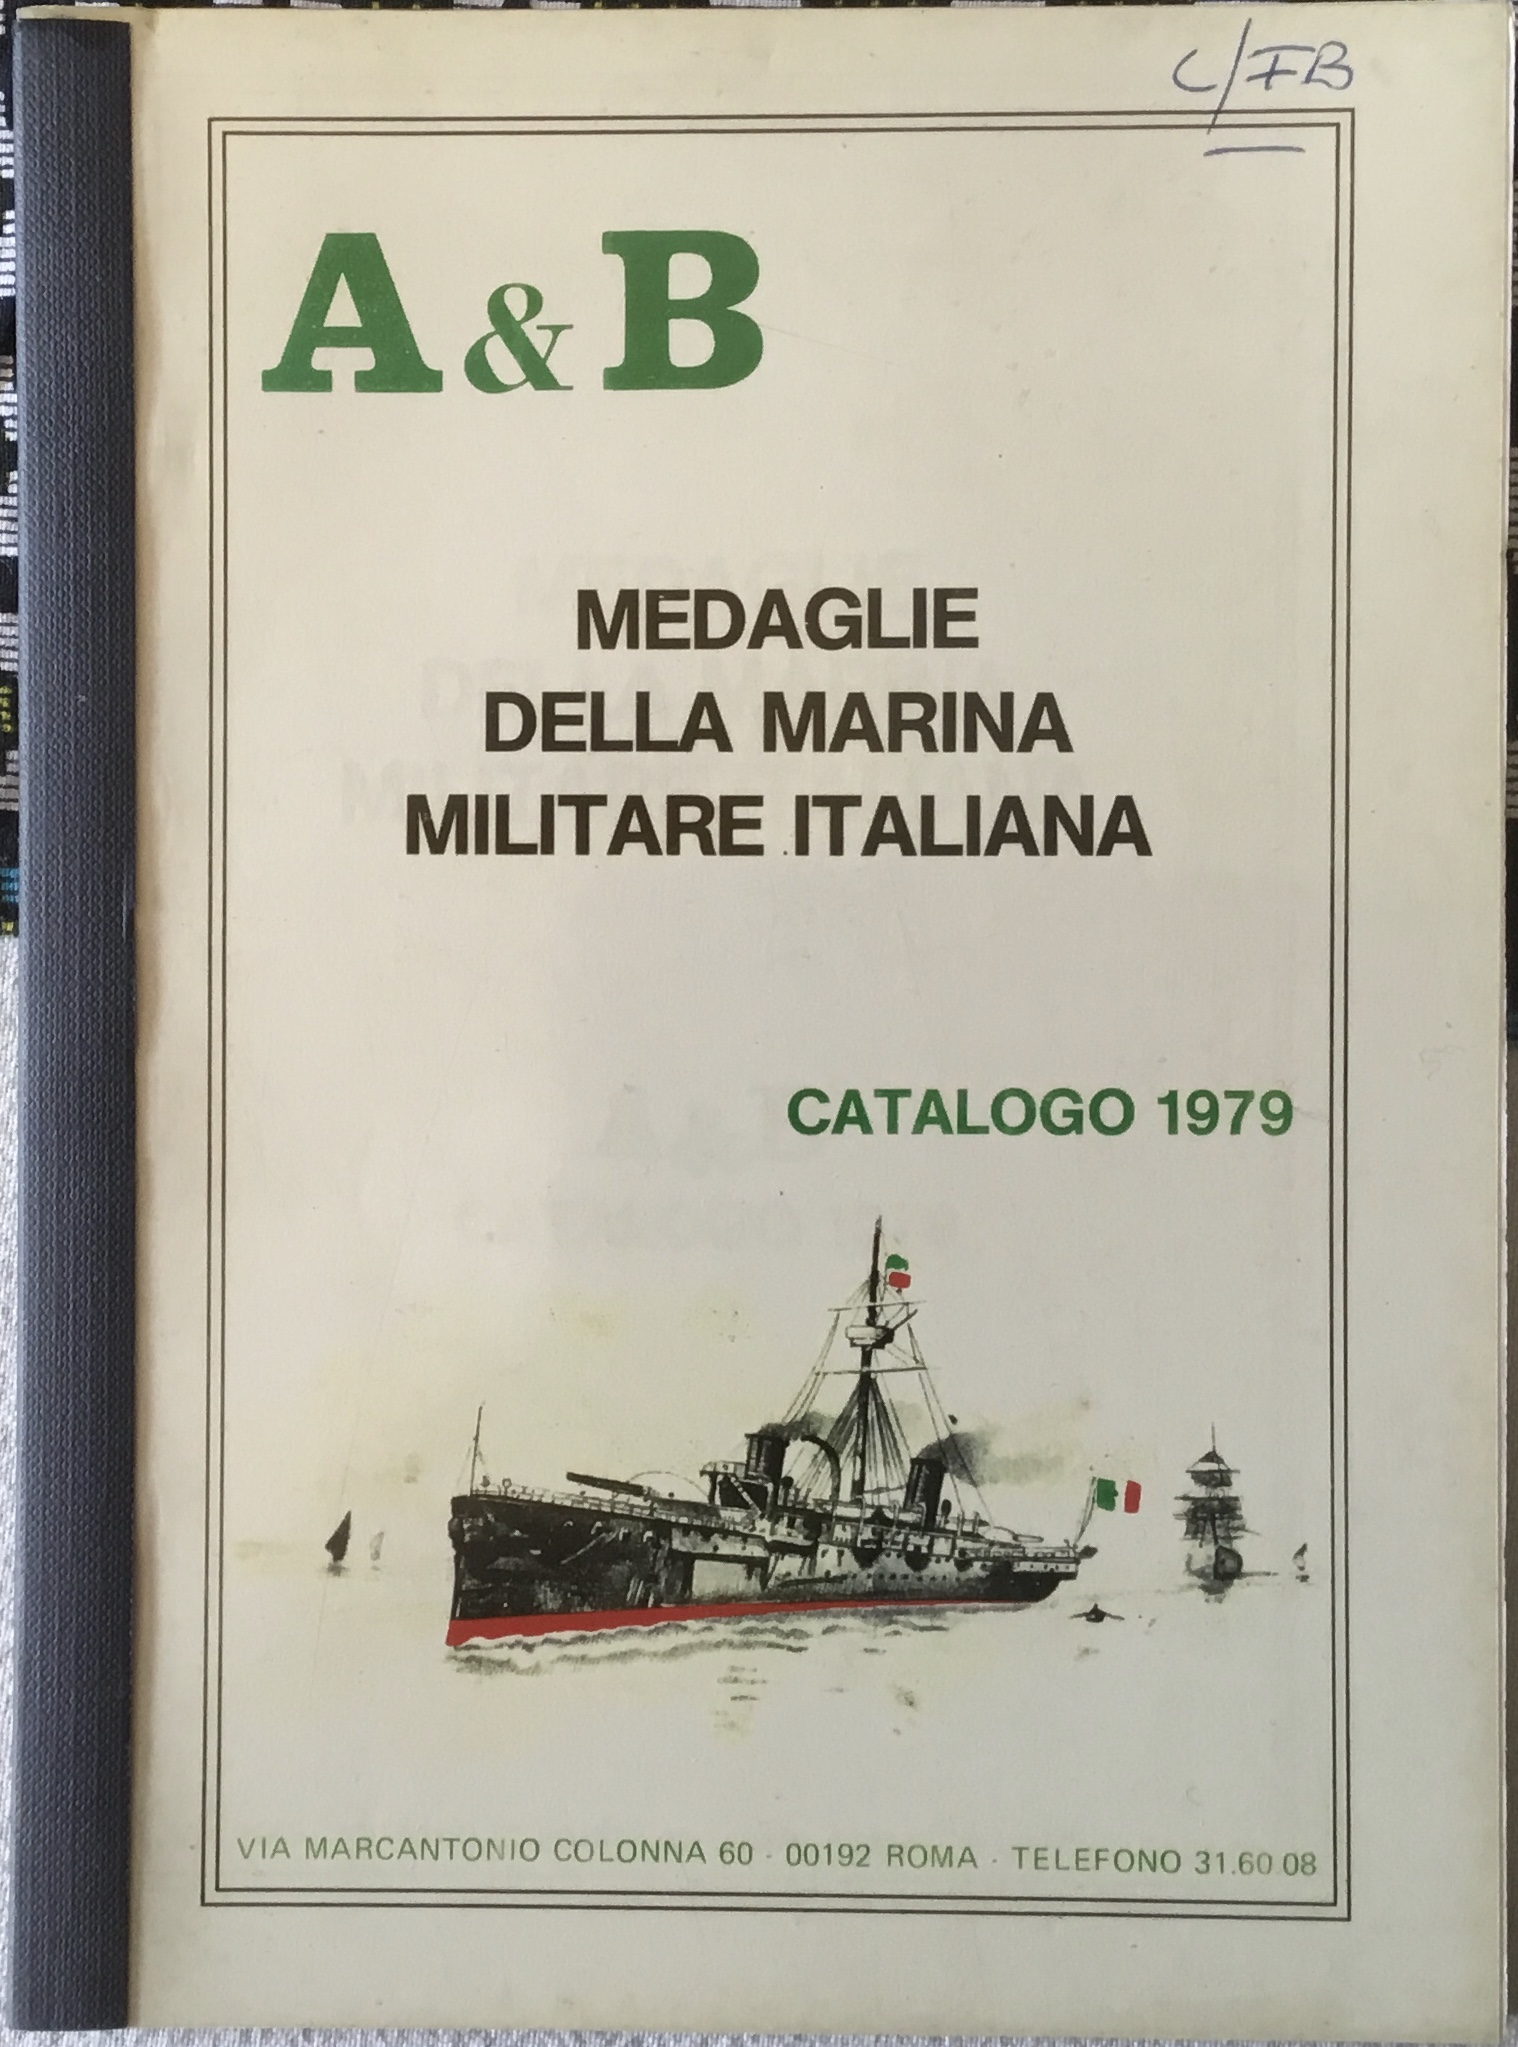 C/FB
A & B
MEDAGLIE
DELLA MARINA
MILITARE ITALIANA
CATALOGO 1979
VIA MARCANTONIO COLONNA 60 - 00192 ROMA - TELEFONO 31.60.08